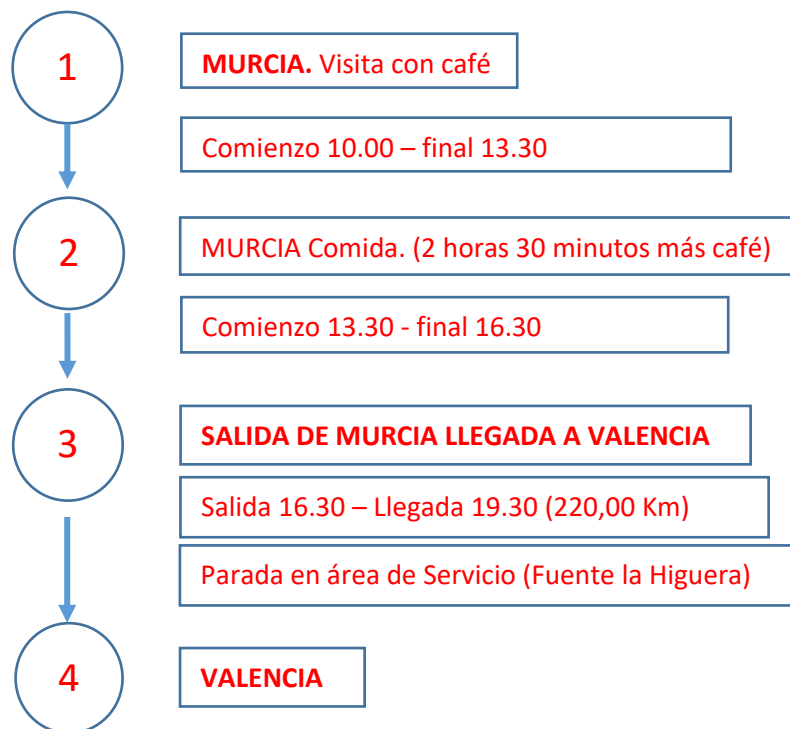 1
MURCIA. Visita con café
Comienzo 10.00 – final 13.30
2
MURCIA Comida. (2 horas 30 minutos más café)
Comienzo 13.30 - final 16.30
3
SALIDA DE MURCIA LLEGADA A VALENCIA
Salida 16.30 – Llegada 19.30 (220,00 Km)
Parada en área de Servicio (Fuente la Higuera)
4
VALENCIA